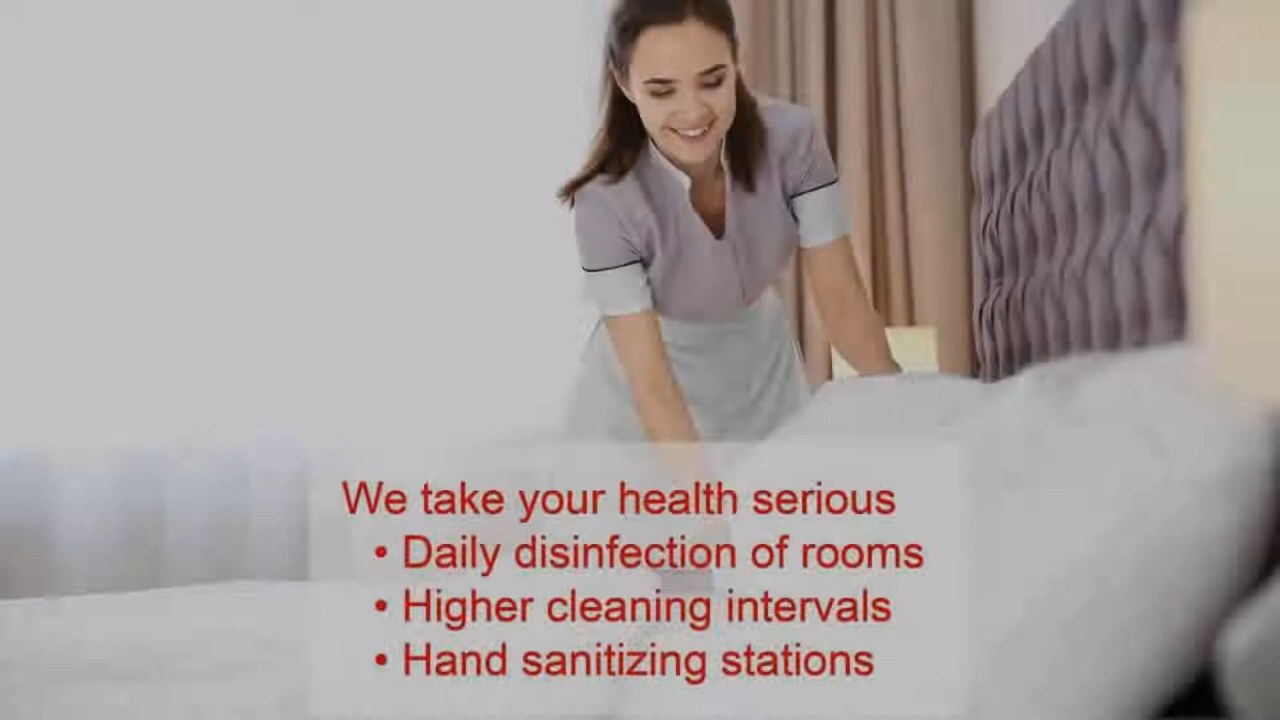 We take your health serious
• Daily disinfection of rooms
• Higher cleaning intervals
• Hand sanitizing stations